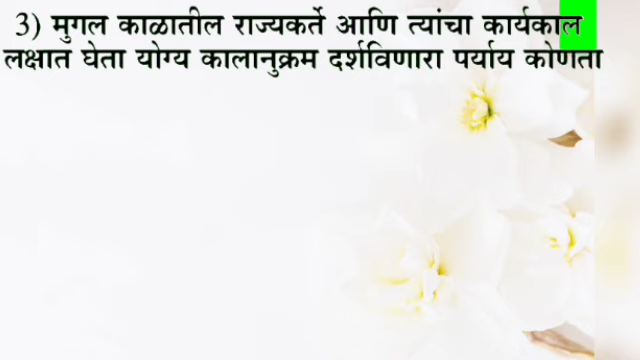 3) मुगल काळातील राज्यकर्ते आणि त्यांचा कार्यकाल
लक्षात घेता योग्य कालानुक्रम दर्शविणारा पर्याय कोणता